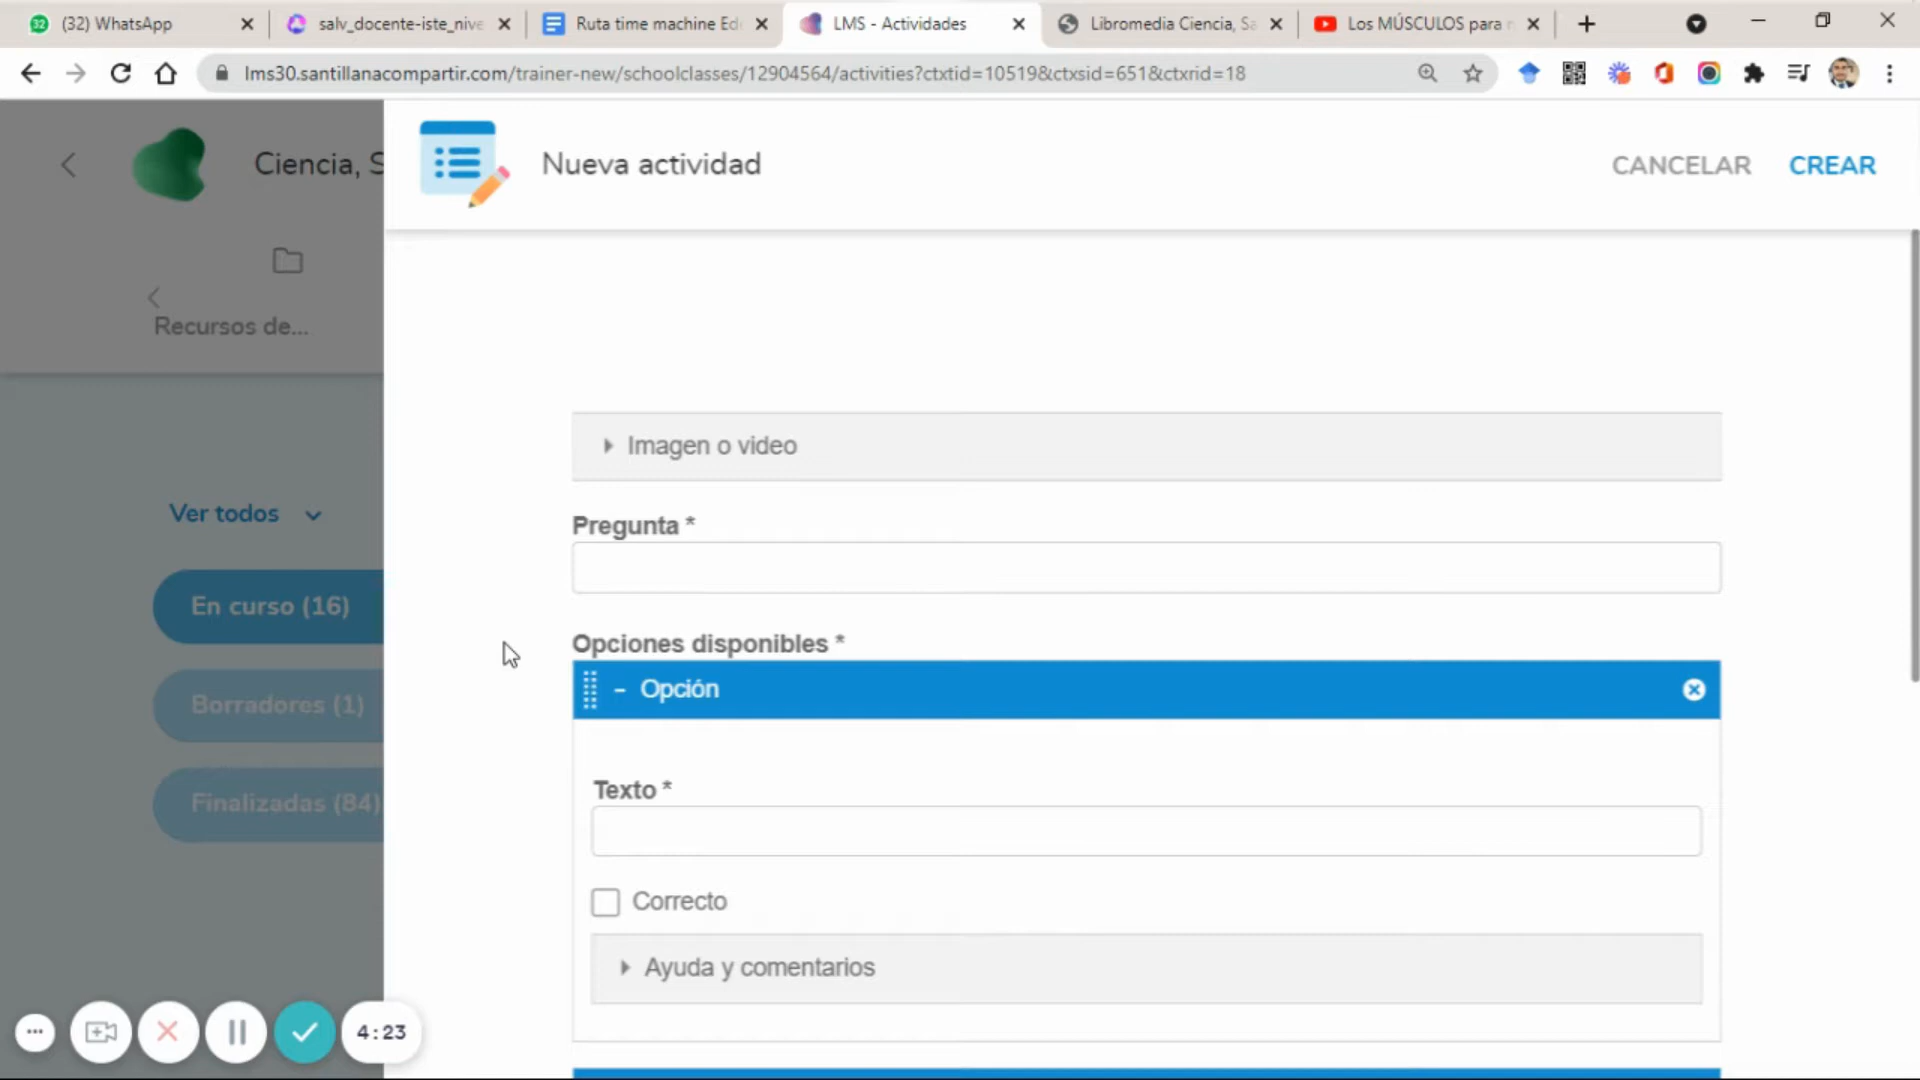 32 (32) WhatsApp
salv_docente-iste_nive
Ruta time machine Ed
LMS - Actividades
Libromedia Ciencia, Sa
Los MÚSCULOS para n
lms30.santillanacompartir.com/trainer-new/schoolclasses/12904564/activities?ctxtid=10519&ctxsid=651&ctxrid=18
Ciencia, S
Nueva actividad
CANCELAR
CREAR
Recursos de...
Imagen o video
Pregunta *
Ver todos
En curso (16)
Opciones disponibles *
- Opción
Borradores (1)
Texto *
Finalizadas (84)
Correcto
Ayuda y comentarios
4:23